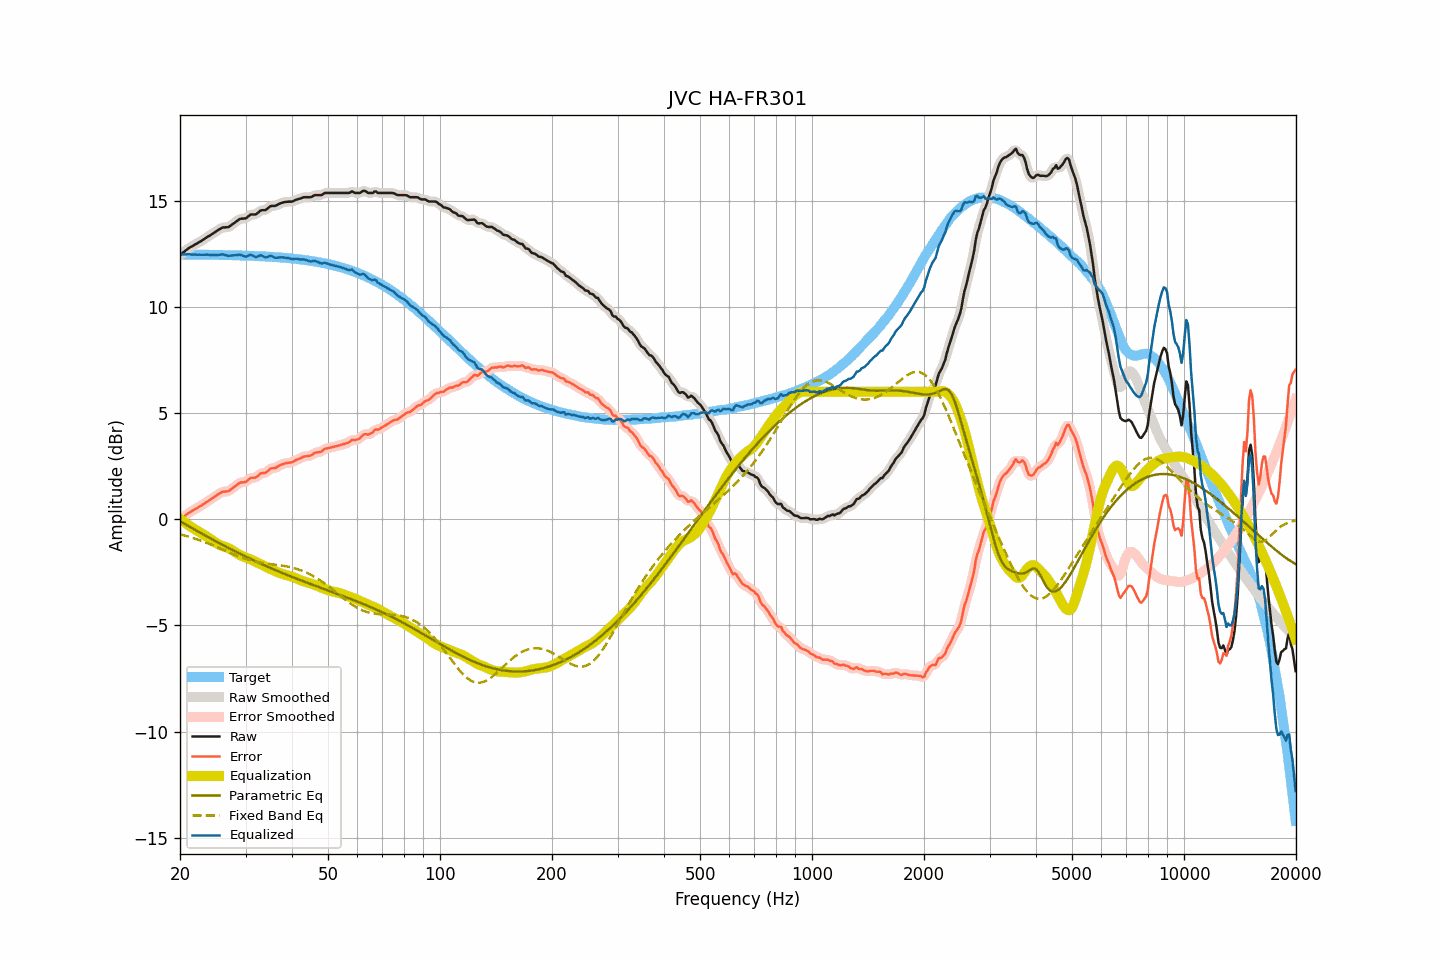 JVC HA-FR301
Amplitude (dBr)
15
10
5
0
−5
−10
−15
Target
Raw Smoothed
Error Smoothed
Raw
Error
Equalization
Parametric Eq
Fixed Band Eq
Equalized
20 50 100 200 500 1000 2000 5000 10000 20000
Frequency (Hz)